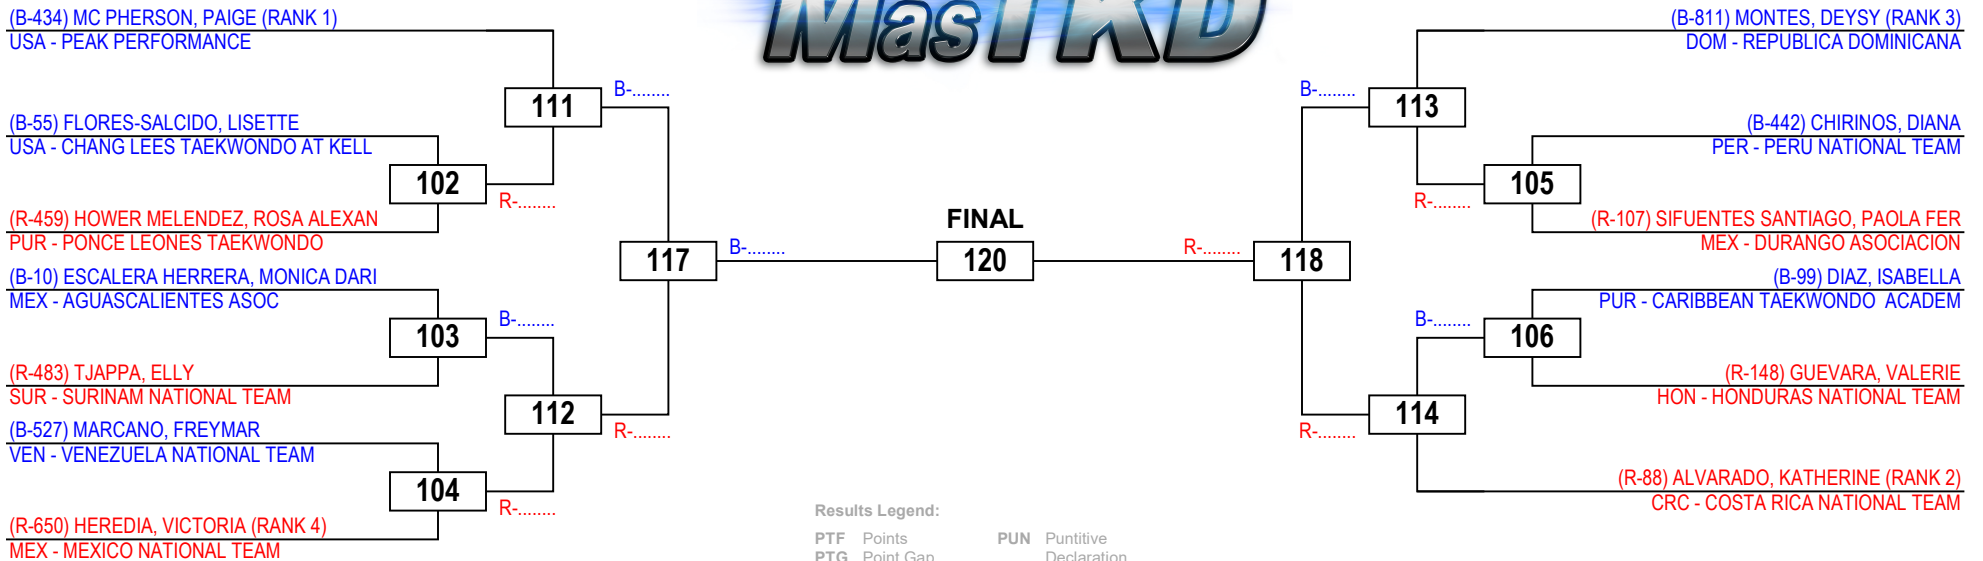 MasTKD
(B-434) MC PHERSON, PAIGE (RANK 1)
USA - PEAK PERFORMANCE
111
B-........
(B-55) FLORES-SALCIDO, LISETTE
USA - CHANG LEES TAEKWONDO AT KELL
102
R-........
(R-459) HOWER MELENDEZ, ROSA ALEXAN
PUR - PONCE LEONES TAEKWONDO
117
B-........
(B-10) ESCALERA HERRERA, MONICA DARI
MEX - AGUASCALIENTES ASOC
103
B-........
(R-483) TJAPPA, ELLY
SUR - SURINAM NATIONAL TEAM
112
R-........
(B-527) MARCANO, FREYMAR
VEN - VENEZUELA NATIONAL TEAM
104
R-........
(R-650) HEREDIA, VICTORIA (RANK 4)
MEX - MEXICO NATIONAL TEAM
FINAL
120
(B-811) MONTES, DEYSY (RANK 3)
DOM - REPUBLICA DOMINICANA
B-........
113
(B-442) CHIRINOS, DIANA
PER - PERU NATIONAL TEAM
105
R-........
(R-107) SIFUENTES SANTIAGO, PAOLA FER
MEX - DURANGO ASOCIACION
R-........
118
(B-99) DIAZ, ISABELLA
PUR - CARIBBEAN TAEKWONDO  ACADEM
B-........
106
(R-148) GUEVARA, VALERIE
HON - HONDURAS NATIONAL TEAM
114
R-........
(R-88) ALVARADO, KATHERINE (RANK 2)
CRC - COSTA RICA NATIONAL TEAM
Results Legend:
PTF Points PUN Puntitive
PTG Point Gap Declaration